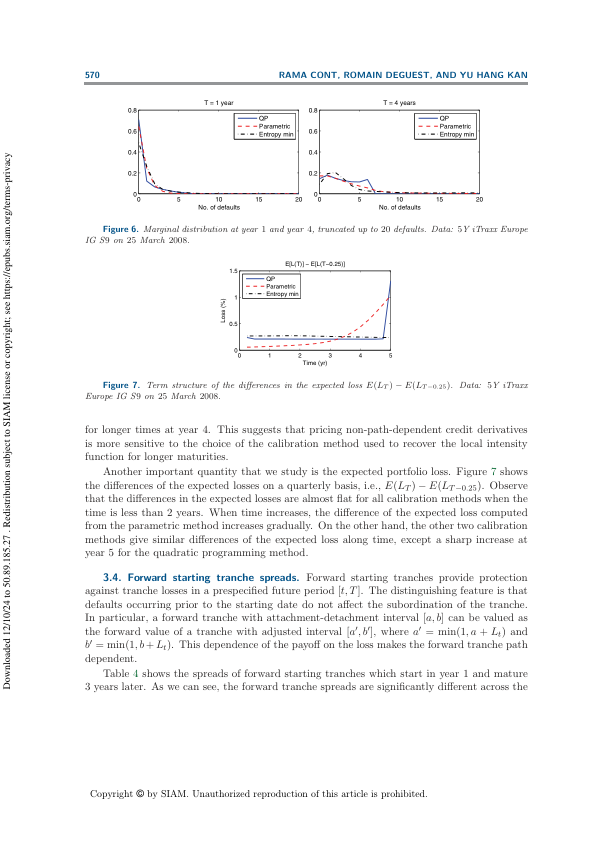 570 RAMA CONT, ROMAIN DEGUEST, AND YU HANG KAN
T = 1 year
0.8
0.6
0.4
0.2
0
0 5 10 15 20
No. of defaults
QP
Parametric
Entropy min
T = 4 years
0.8
0.6
0.4
0.2
0
0 5 10 15 20
No. of defaults
QP
Parametric
Entropy min
Figure 6. Marginal distribution at year 1 and year 4, truncated up to 20 defaults. Data: 5Y iTraxx Europe
IG S9 on 25 March 2008.
E[L(T)] − E[L(T−0.25)]
1.5
1
0.5
0
0 1 2 3 4 5
Time (yr)
Loss (%)
QP
Parametric
Entropy min
Figure 7. Term structure of the differences in the expected loss E(L_T) − E(L_{T−0.25}). Data: 5Y iTraxx
Europe IG S9 on 25 March 2008.
for longer times at year 4. This suggests that pricing non-path-dependent credit derivatives
is more sensitive to the choice of the calibration method used to recover the local intensity
function for longer maturities.
Another important quantity that we study is the expected portfolio loss. Figure 7 shows
the differences of the expected losses on a quarterly basis, i.e., E(L_T) − E(L_{T−0.25}). Observe
that the differences in the expected losses are almost flat for all calibration methods when the
time is less than 2 years. When time increases, the difference of the expected loss computed
from the parametric method increases gradually. On the other hand, the other two calibration
methods give similar differences of the expected loss along time, except a sharp increase at
year 5 for the quadratic programming method.
3.4. Forward starting tranche spreads. Forward starting tranches provide protection
against tranche losses in a prespecified future period [t, T]. The distinguishing feature is that
defaults occurring prior to the starting date do not affect the subordination of the tranche.
In particular, a forward tranche with attachment-detachment interval [a, b] can be valued as
the forward value of a tranche with adjusted interval [a′, b′], where a′ = min(1, a + L_t) and
b′ = min(1, b + L_t). This dependence of the payoff on the loss makes the forward tranche path
dependent.
Table 4 shows the spreads of forward starting tranches which start in year 1 and mature
3 years later. As we can see, the forward tranche spreads are significantly different across the
Copyright © by SIAM. Unauthorized reproduction of this article is prohibited.
Downloaded 12/10/24 to 50.89.185.27 . Redistribution subject to SIAM license or copyright; see https://epubs.siam.org/terms-privacy